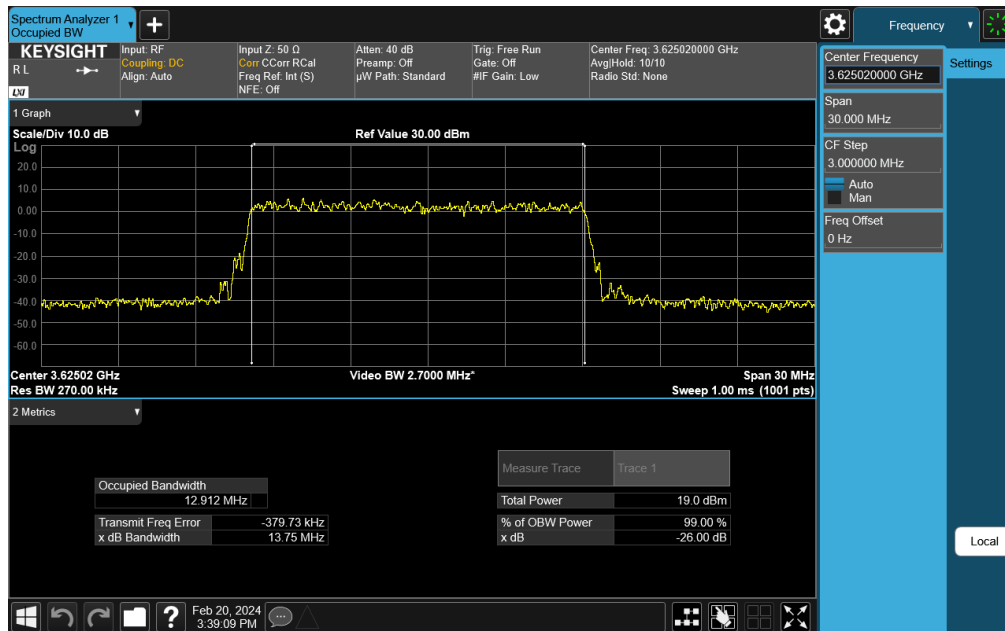 Spectrum Analyzer 1
Occupied BW
Frequency
KEYSIGHT
R L
LXI
Input: RF
Coupling: DC
Align: Auto
Input Z: 50 Ω
Corr CCorr RCal
Freq Ref: Int (S)
NFE: Off
Atten: 40 dB
Preamp: Off
µW Path: Standard
Trig: Free Run
Gate: Off
#IF Gain: Low
Center Freq: 3.625020000 GHz
Avg|Hold: 10/10
Radio Std: None
Center Frequency
3.625020000 GHz
Settings
Span
30.000 MHz
CF Step
3.000000 MHz
Auto
Man
Freq Offset
0 Hz
1 Graph
Scale/Div 10.0 dB
Ref Value 30.00 dBm
Log
20.0
10.0
0.00
-10.0
-20.0
-30.0
-40.0
-50.0
-60.0
Center 3.62502 GHz
Video BW 2.7000 MHz*
Span 30 MHz
Res BW 270.00 kHz
Sweep 1.00 ms (1001 pts)
2 Metrics
Measure Trace
Trace 1
Occupied Bandwidth
12.912 MHz
Total Power
19.0 dBm
Transmit Freq Error
-379.73 kHz
% of OBW Power
99.00 %
x dB Bandwidth
13.75 MHz
x dB
-26.00 dB
Local
?
Feb 20, 2024
3:39:09 PM